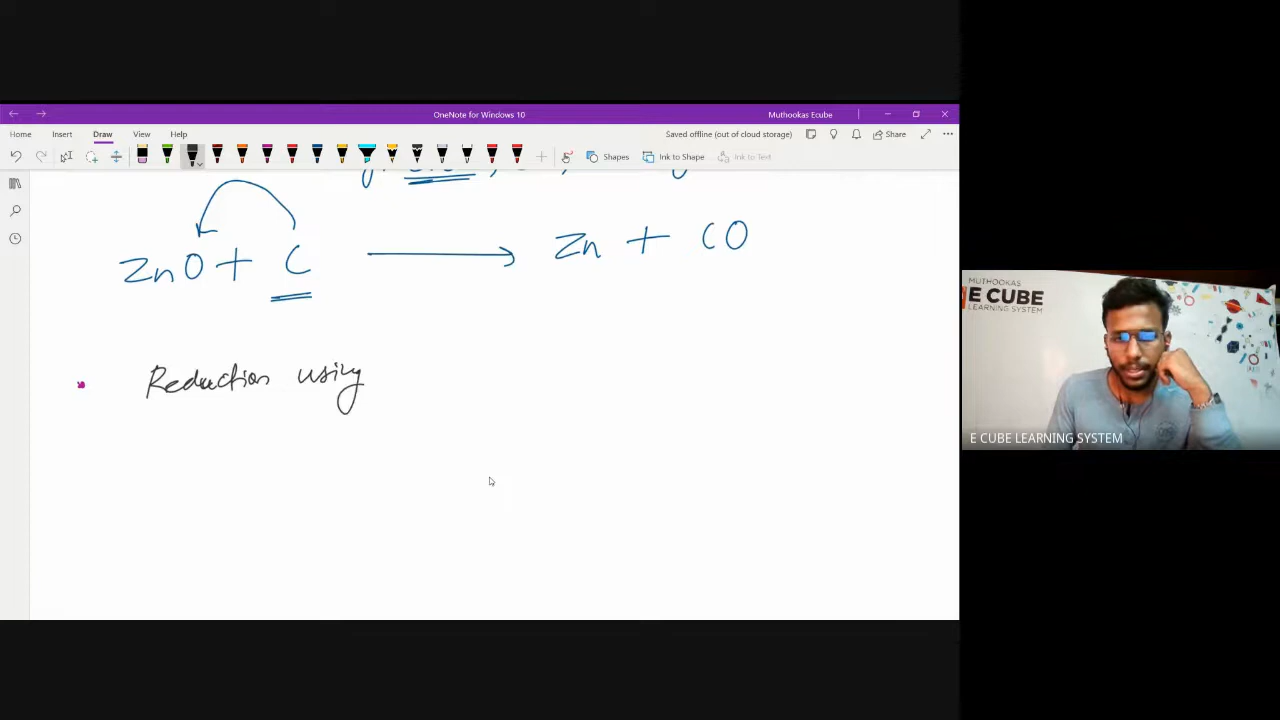 OneNote for Windows 10
Muthookas Ecube
Home Insert Draw View Help
Saved offline (out of cloud storage) Share
Shapes Ink to Shape Ink to Text
ZnO + C → Zn + CO
Reduction using
MUTHOOKAS
E CUBE
LEARNING SYSTEM
E CUBE LEARNING SYSTEM